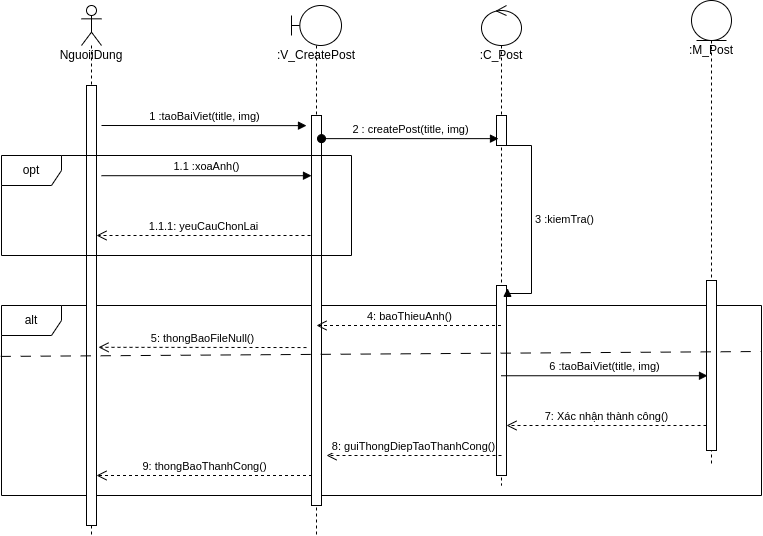 NguoiDung
:V_CreatePost
:C_Post
:M_Post
1 :taoBaiViet(title, img)
2 : createPost(title, img)
opt
1.1 :xoaAnh()
3 :kiemTra()
1.1.1: yeuCauChonLai
alt
4: baoThieuAnh()
5: thongBaoFileNull()
6 :taoBaiViet(title, img)
7: Xác nhận thành công()
8: guiThongDiepTaoThanhCong()
9: thongBaoThanhCong()